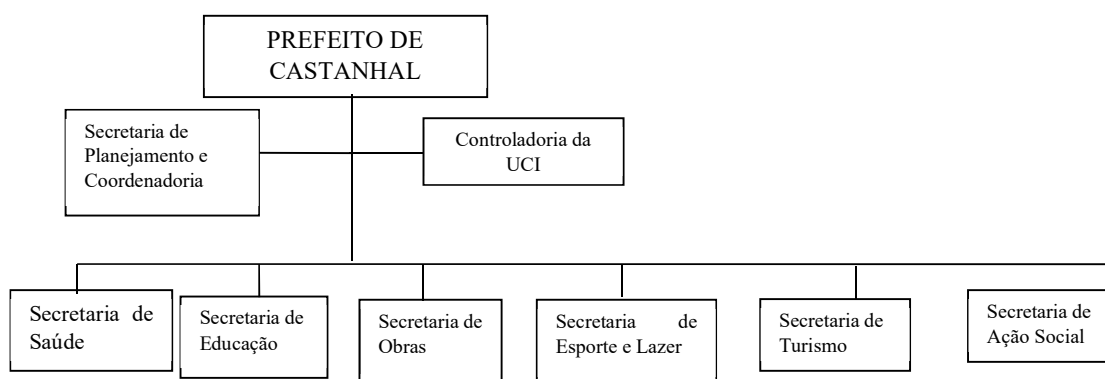 PREFEITO DE
CASTANHAL
Secretaria de
Planejamento e
Coordenadoria
Controladoria da
UCI
Secretaria de
Saúde
Secretaria de
Educação
Secretaria de
Obras
Secretaria de
Esporte e Lazer
Secretaria de
Turismo
Secretaria de
Ação Social